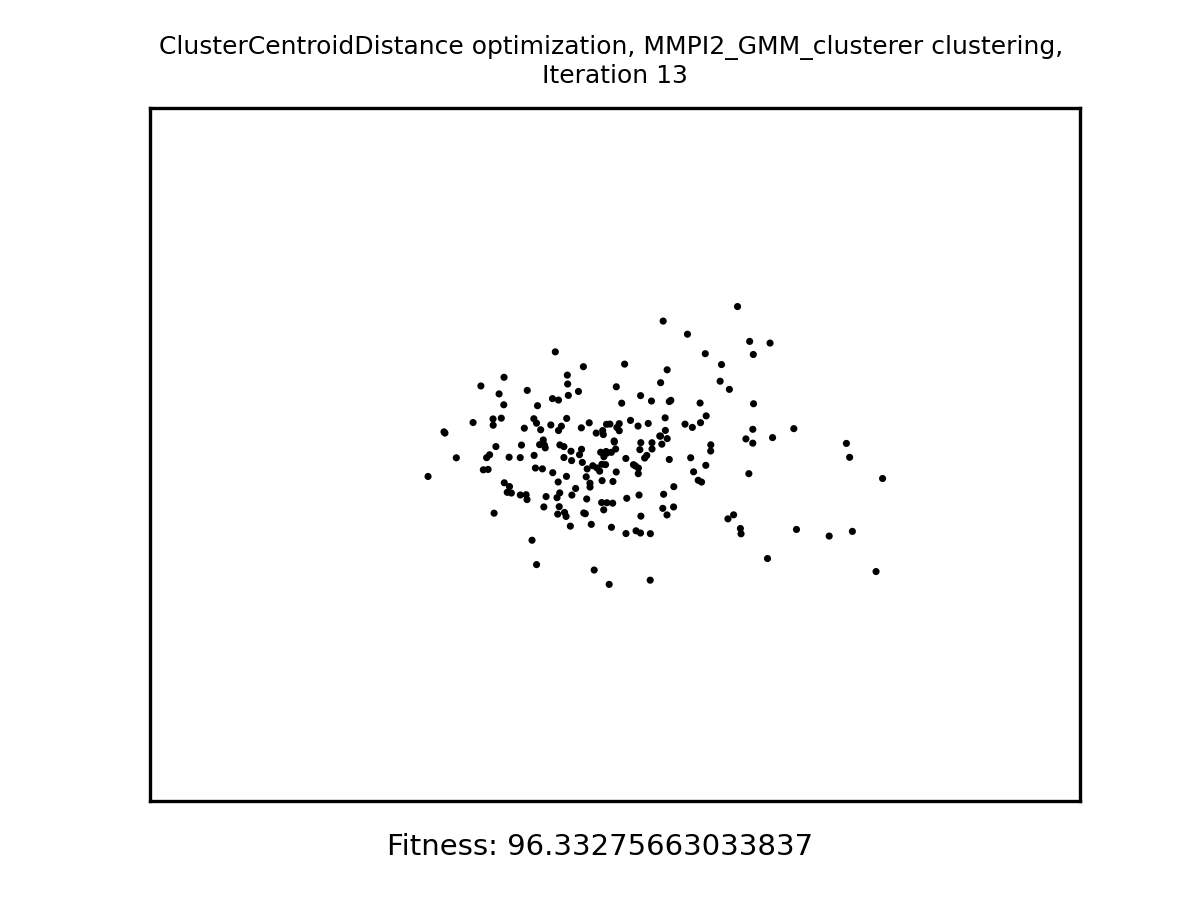 ClusterCentroidDistance optimization, MMPI2_GMM_clusterer clustering,
Iteration 13
Fitness: 96.33275663033837